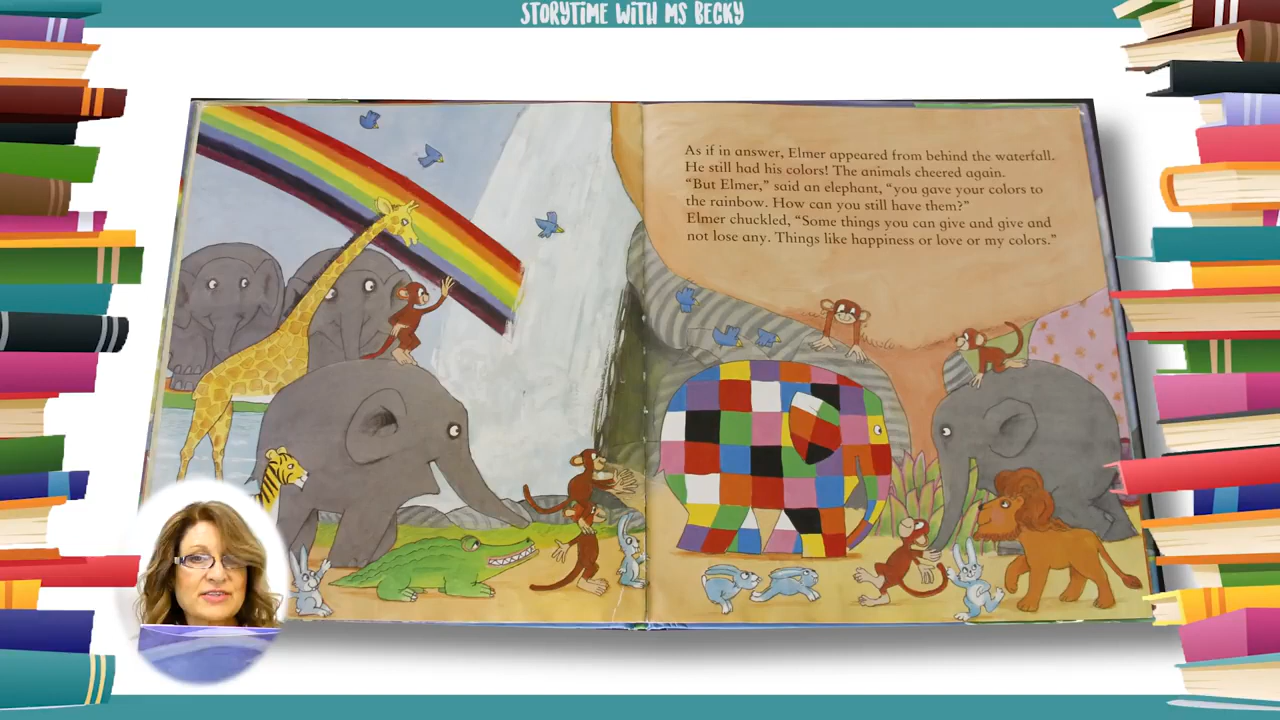 STORYTIME WITH MS BECKY
As if in answer, Elmer appeared from behind the waterfall.
He still had his colors! The animals cheered again.
“But Elmer,” said an elephant, “you gave your colors to
the rainbow. How can you still have them?”
Elmer chuckled, “Some things you can give and give and
not lose any. Things like happiness or love or my colors.”